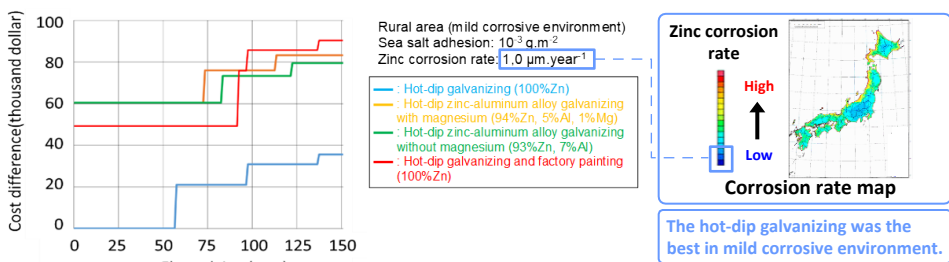 Cost difference(thousand dollar)
100
80
60
40
20
0
0 25 50 75 100 125 150
Rural area (mild corrosive environment)
Sea salt adhesion: 10-3 g.m-2
Zinc corrosion rate: 1.0 μm.year-1
: Hot-dip galvanizing (100%Zn)
: Hot-dip zinc-aluminum alloy galvanizing
with magnesium (94%Zn, 5%Al, 1%Mg)
: Hot-dip zinc-aluminum alloy galvanizing
without magnesium (93%Zn, 7%Al)
: Hot-dip galvanizing and factory painting
(100%Zn)
Zinc corrosion
rate
High
Low
Corrosion rate map
The hot-dip galvanizing was the
best in mild corrosive environment.